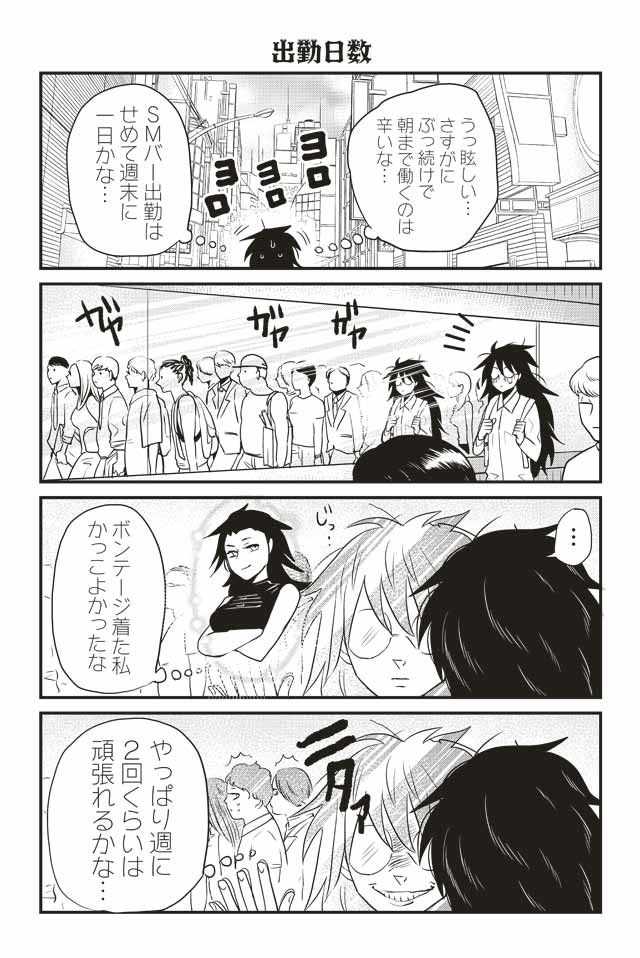 出勤日数
うっ眩しい…
さすがに
ぶっ続けで
朝まで働くのは
辛いな…
ヨロ
ヨロ
ヨロ
SMバー出勤は
せめて週末に
一日かな…
ガヤ
ガヤ
ガヤ
…
じっ…
ボンテージ着た私
かっこよかったな
ニタァ
やっぱり週に
2回くらいは
頑張れるかな…